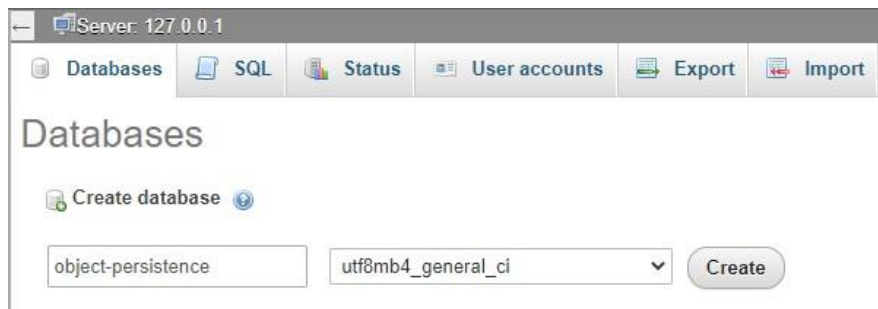 Server: 127.0.0.1
Databases SQL Status User accounts Export Import
Databases
Create database
object-persistence utf8mb4_general_ci Create